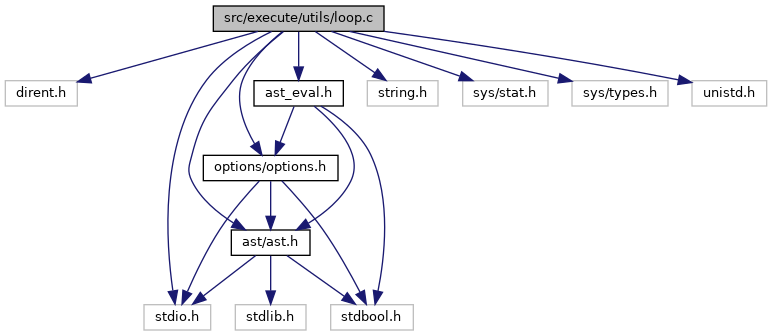 src/execute/utils/loop.c
dirent.h
ast_eval.h
string.h
sys/stat.h
sys/types.h
unistd.h
options/options.h
ast/ast.h
stdio.h
stdlib.h
stdbool.h